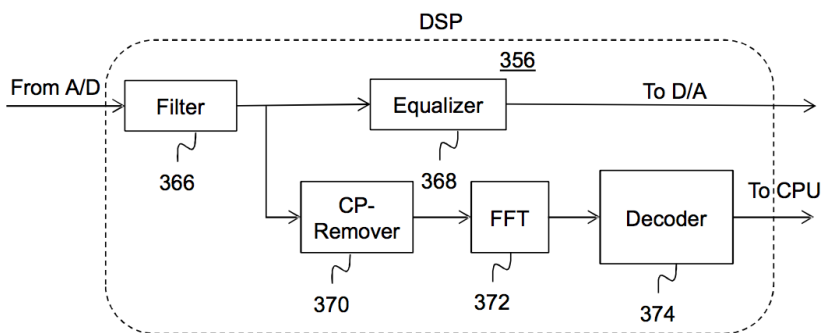 DSP
356
From A/D
Filter
Equalizer
To D/A
366
368
CP-
Remover
FFT
Decoder
To CPU
370
372
374